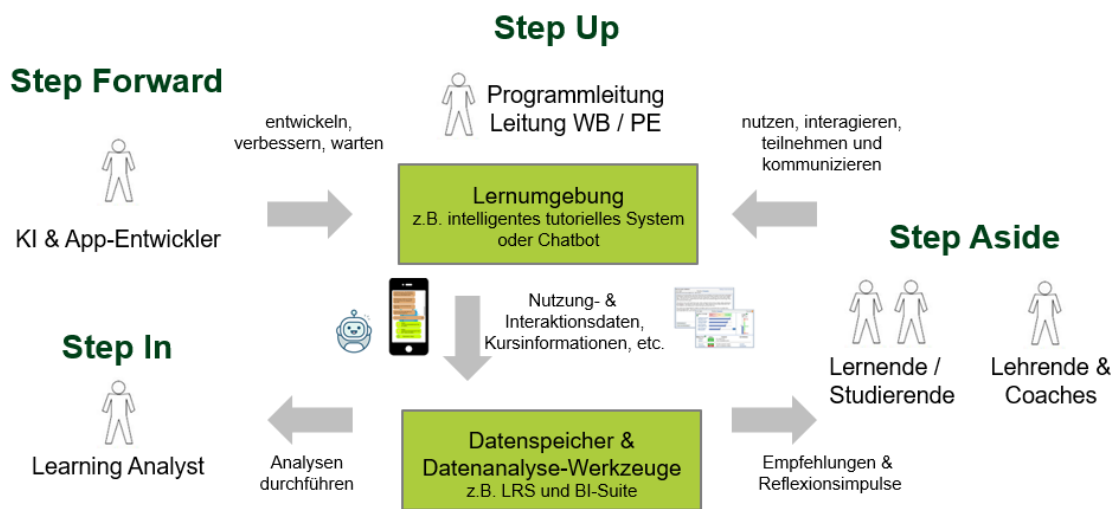 Step Up
Step Forward
Programmleitung
Leitung WB / PE
entwickeln,
verbessern, warten
nutzen, interagieren,
teilnehmen und
kommunizieren
KI & App-Entwickler
Lernumgebung
z.B. intelligentes tutorielles System
oder Chatbot
Step Aside
Nutzung- &
Interaktionsdaten,
Kursinformationen, etc.
Step In
Lernende /
Studierende
Lehrende &
Coaches
Learning Analyst
Analysen
durchführen
Datenspeicher &
Datenanalyse-Werkzeuge
z.B. LRS und BI-Suite
Empfehlungen &
Reflexionsimpulse